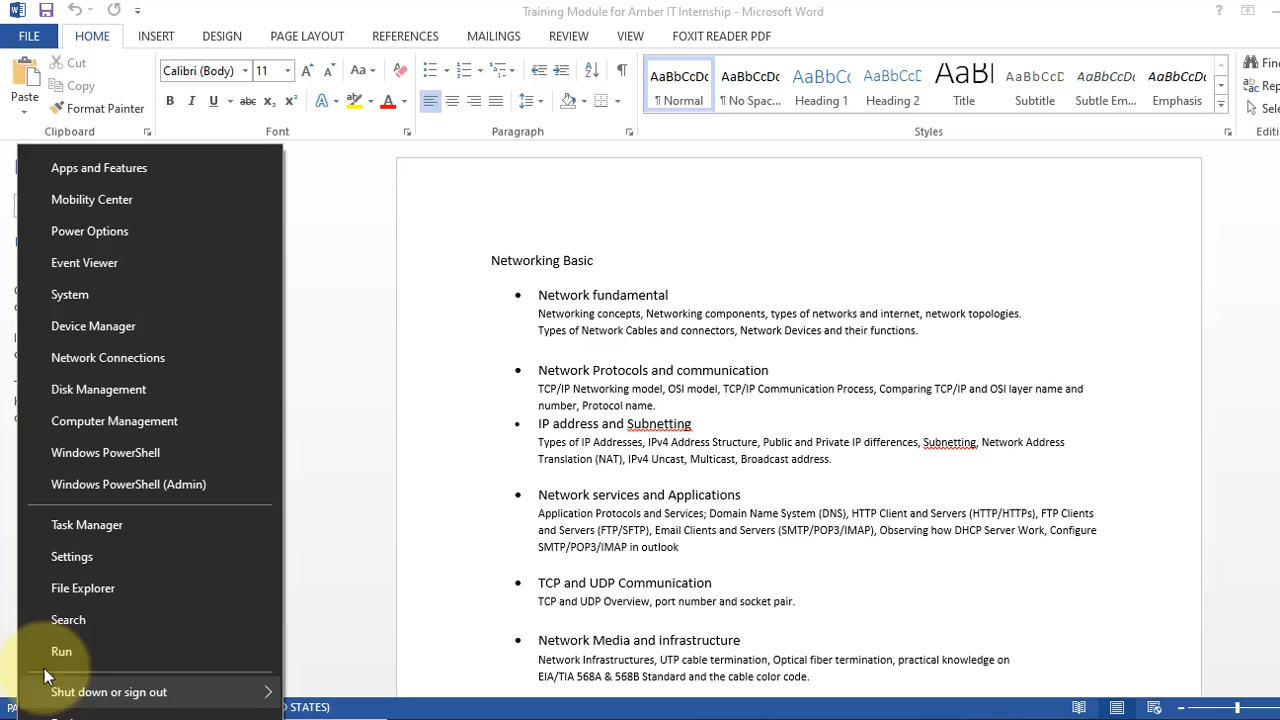 Training Module for Amber IT Internship - Microsoft Word
FILE HOME INSERT DESIGN PAGE LAYOUT REFERENCES MAILINGS REVIEW VIEW FOXIT READER PDF
Paste
Cut
Copy
Format Painter
Clipboard
Calibri (Body) 11
Font
Paragraph
AaBbCcDc AaBbCcDc AaBbCc AaBbCcD AaBl AaBbCcD AaBbCcDc AaBbCcDc
¶ Normal ¶ No Spac... Heading 1 Heading 2 Title Subtitle Subtle Em... Emphasis
Styles
Apps and Features
Mobility Center
Power Options
Event Viewer
System
Device Manager
Network Connections
Disk Management
Computer Management
Windows PowerShell
Windows PowerShell (Admin)
Task Manager
Settings
File Explorer
Search
Run
Shut down or sign out
Networking Basic
• Network fundamental
Networking concepts, Networking components, types of networks and internet, network topologies.
Types of Network Cables and connectors, Network Devices and their functions.
• Network Protocols and communication
TCP/IP Networking model, OSI model, TCP/IP Communication Process, Comparing TCP/IP and OSI layer name and
number, Protocol name.
• IP address and Subnetting
Types of IP Addresses, IPv4 Address Structure, Public and Private IP differences, Subnetting, Network Address
Translation (NAT), IPv4 Uncast, Multicast, Broadcast address.
• Network services and Applications
Application Protocols and Services; Domain Name System (DNS), HTTP Client and Servers (HTTP/HTTPs), FTP Clients
and Servers (FTP/SFTP), Email Clients and Servers (SMTP/POP3/IMAP), Observing how DHCP Server Work, Configure
SMTP/POP3/IMAP in outlook
• TCP and UDP Communication
TCP and UDP Overview, port number and socket pair.
• Network Media and infrastructure
Network Infrastructures, UTP cable termination, Optical fiber termination, practical knowledge on
EIA/TIA 568A & 568B Standard and the cable color code.
D STATES)